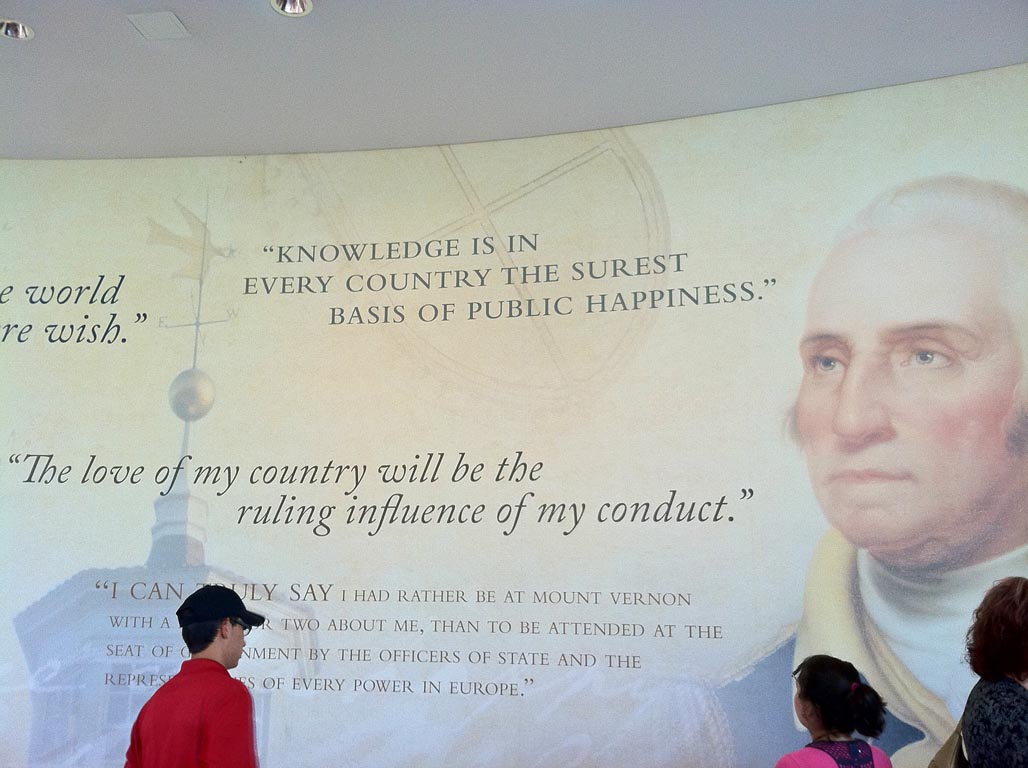 e world
re wish.”
“KNOWLEDGE IS IN
EVERY COUNTRY THE SUREST
BASIS OF PUBLIC HAPPINESS.”
E W
“The love of my country will be the
ruling influence of my conduct.”
“I CAN TRULY SAY I HAD RATHER BE AT MOUNT VERNON
WITH A R TWO ABOUT ME, THAN TO BE ATTENDED AT THE
SEAT OF NMENT BY THE OFFICERS OF STATE AND THE
REPRES ES OF EVERY POWER IN EUROPE.”